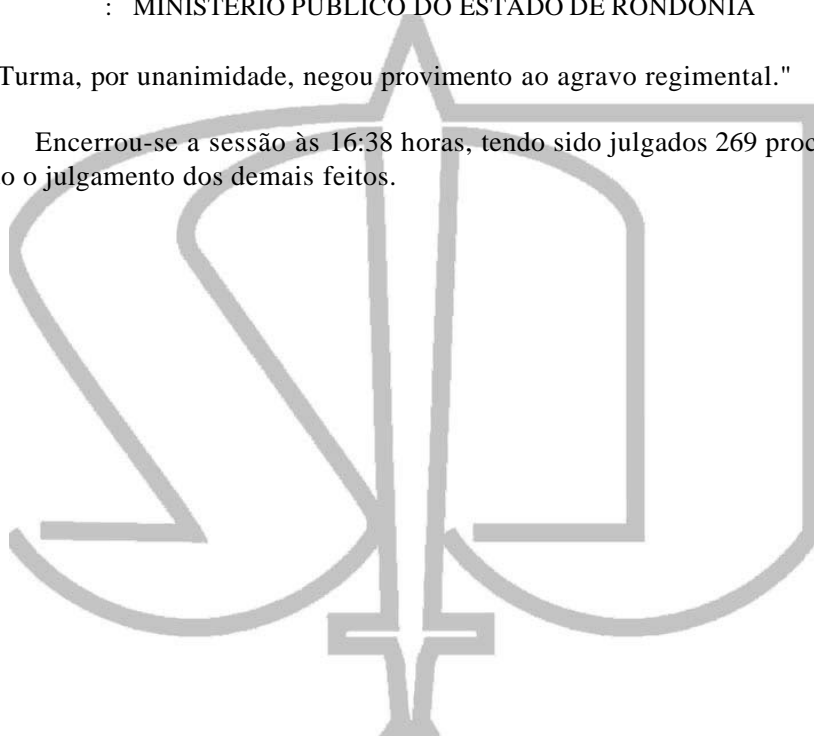 : MINISTÉRIO PÚBLICO DO ESTADO DE RONDÔNIA
Turma, por unanimidade, negou provimento ao agravo regimental."
Encerrou-se a sessão às 16:38 horas, tendo sido julgados 269
o julgamento dos demais feitos.